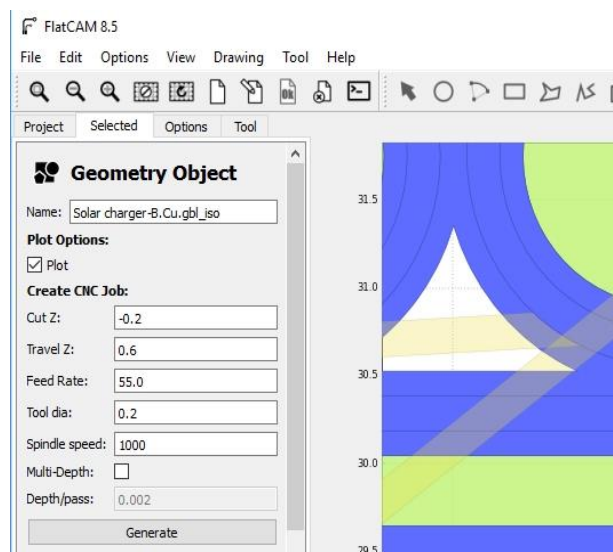 FlatCAM 8.5
File Edit Options View Drawing Tool Help
Ok
Project Selected Options Tool
Geometry Object
Name: Solar charger-B.Cu.gbl_iso
Plot Options:
Plot
Create CNC Job:
Cut Z: -0.2
Travel Z: 0.6
Feed Rate: 55.0
Tool dia: 0.2
Spindle speed: 1000
Multi-Depth:
Depth/pass: 0.002
Generate
31.5
31.0
30.5
30.0
29.5